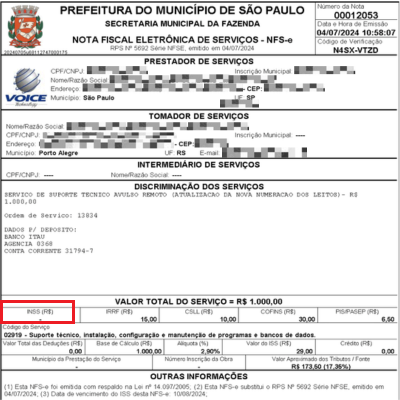 PREFEITURA DO MUNICÍPIO DE SÃO PAULO
SECRETARIA MUNICIPAL DA FAZENDA
NOTA FISCAL ELETRÔNICA DE SERVIÇOS - NFS-e
RPS Nº 5692 Série NFSE, emitido em 04/07/2024
Número da Nota
00012053
Data e Hora de Emissão
04/07/2024 10:58:07
Código de Verificação
N4SX-VTZD
PRESTADOR DE SERVIÇOS
CPF/CNPJ: Inscrição Municipal:
Nome/Razão Social:
Endereço: - CEP:
Município: São Paulo UF: SP
VOICE
Technology
TOMADOR DE SERVIÇOS
Nome/Razão Social:
CPF/CNPJ: Inscrição Municipal: ----
Endereço: - CEP:
Município: Porto Alegre UF: RS E-mail:
INTERMEDIÁRIO DE SERVIÇOS
CPF/CNPJ: ---- Nome/Razão Social: ----
DISCRIMINAÇÃO DOS SERVIÇOS
SERVICO DE SUPORTE TECNICO AVULSO REMOTO (ATUALIZACAO DA NOVA NUMERACAO DOS LEITOS)- R$
1.000,00
Ordem de Servico: 13834
DADOS P/ DEPOSITO:
BANCO ITAU
AGENCIA 8368
CONTA CORRENTE 31794-7
VALOR TOTAL DO SERVIÇO = R$ 1.000,00
INSS (R$) IRRF (R$) CSLL (R$) COFINS (R$) PIS/PASEP (R$)
- 15,00 10,00 30,00 6,50
Código do Serviço
02919 - Suporte técnico, instalação, configuração e manutenção de programas e bancos de dados.
Valor Total das Deduções (R$) Base de Cálculo (R$) Alíquota (%) Valor do ISS (R$) Crédito (R$)
0,00 1.000,00 2,90% 29,00 0,00
Município da Prestação do Serviço Número Inscrição da Obra Valor Aproximado dos Tributos / Fonte
- - R$ 173,50 (17,35%)
OUTRAS INFORMAÇÕES
(1) Esta NFS-e foi emitida com respaldo na Lei nº 14.097/2005; (2) Esta NFS-e substitui o RPS Nº 5692 Série NFSE, emitido em
04/07/2024; (3) Data de vencimento do ISS desta NFS-e: 10/08/2024;